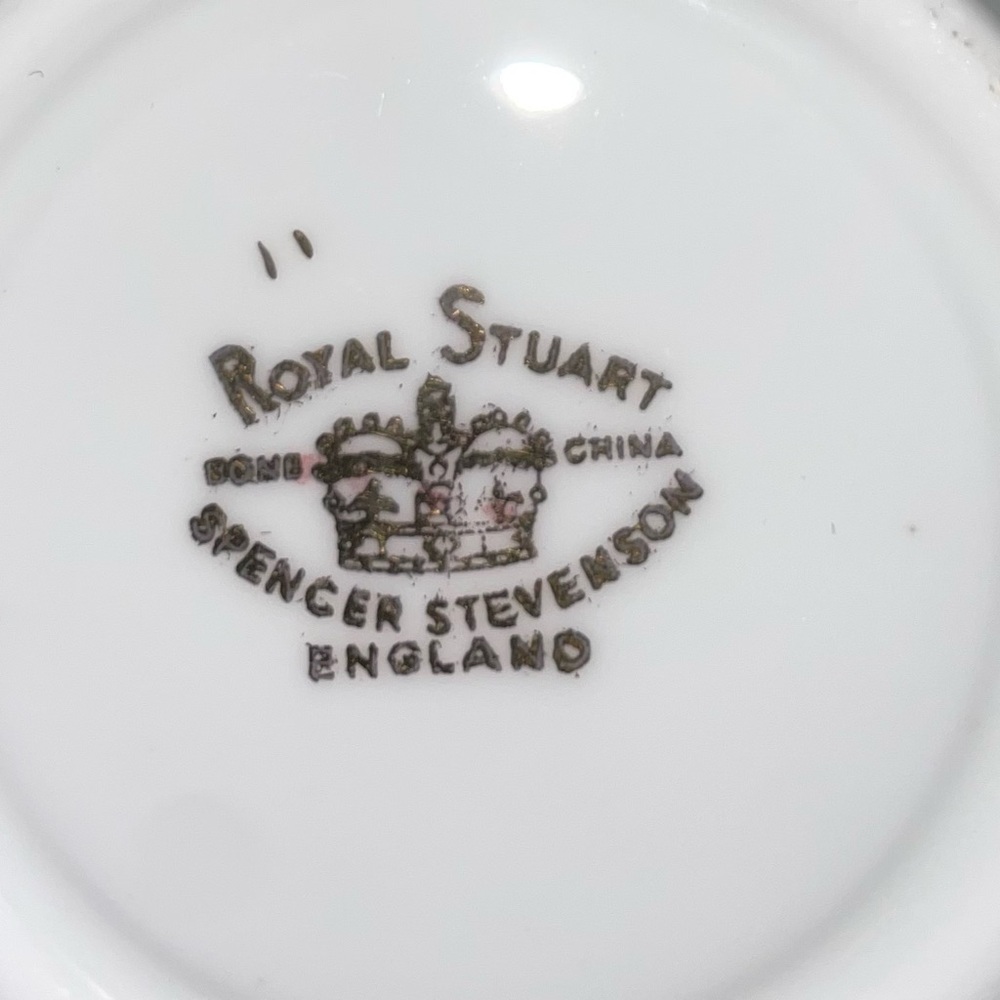 ROYAL STUART
BONE CHINA
SPENCER STEVENSON
ENGLAND